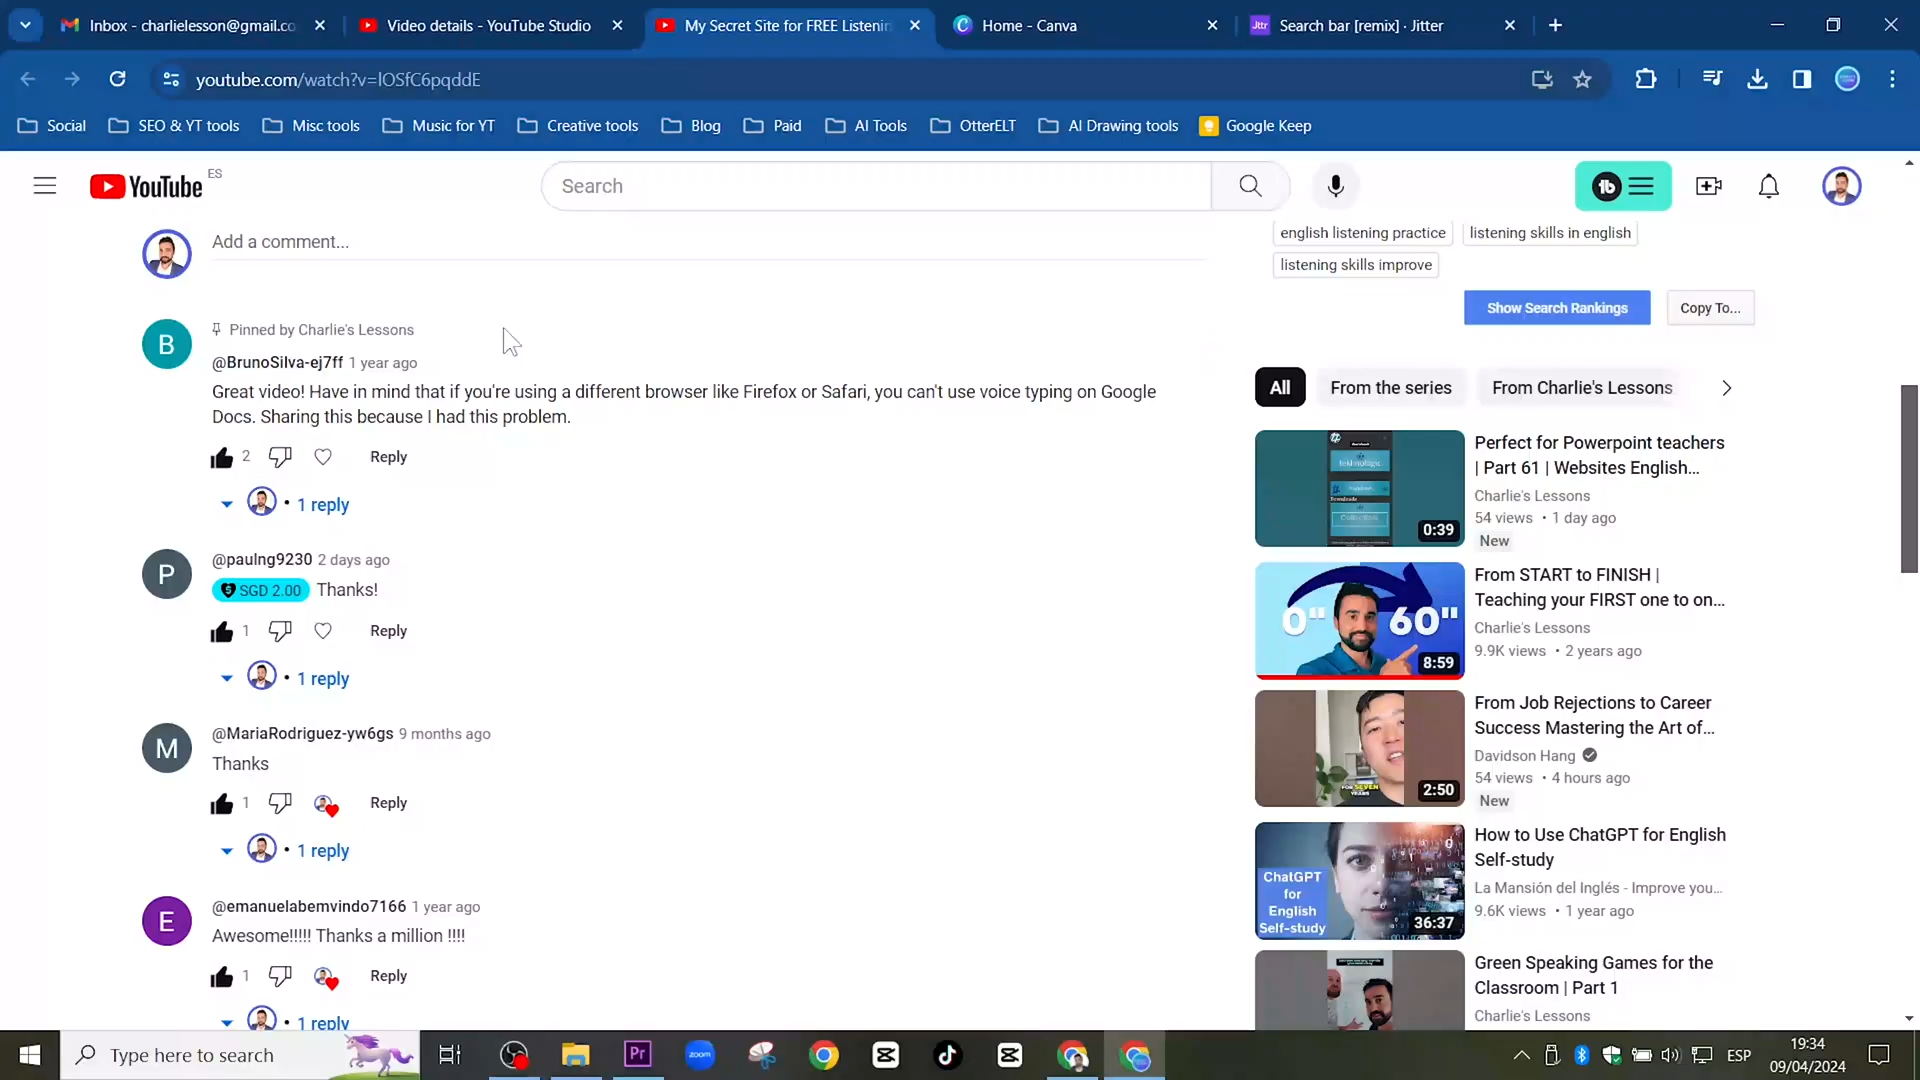 Inbox - charlielesson@gmail.co
Video details - YouTube Studio
My Secret Site for FREE Listenin
Home - Canva
Search bar [remix] · Jitter
youtube.com/watch?v=lOSfC6pqddE
Social
SEO & YT tools
Misc tools
Music for YT
Creative tools
Blog
Paid
AI Tools
OtterELT
AI Drawing tools
Google Keep
YouTube
ES
Search
Add a comment...
english listening practice
listening skills in english
listening skills improve
Show Search Rankings
Copy To...
B
Pinned by Charlie's Lessons
@BrunoSilva-ej7ff 1 year ago
Great video! Have in mind that if you're using a different browser like Firefox or Safari, you can't use voice typing on Google
Docs. Sharing this because I had this problem.
2
Reply
• 1 reply
P
@paulng9230 2 days ago
SGD 2.00 Thanks!
1
Reply
• 1 reply
M
@MariaRodriguez-yw6gs 9 months ago
Thanks
1
Reply
• 1 reply
E
@emanuelabemvindo7166 1 year ago
Awesome!!!!! Thanks a million !!!!
1
Reply
1 reply
All
From the series
From Charlie's Lessons
0:39
Perfect for Powerpoint teachers
| Part 61 | Websites English...
Charlie's Lessons
54 views • 1 day ago
New
0" 60"
8:59
From START to FINISH |
Teaching your FIRST one to on...
Charlie's Lessons
9.9K views • 2 years ago
FOR SEVEN
YEARS
2:50
From Job Rejections to Career
Success Mastering the Art of...
Davidson Hang
54 views • 4 hours ago
New
ChatGPT
for
English
Self-study
36:37
How to Use ChatGPT for English
Self-study
La Mansión del Inglés - Improve you...
9.6K views • 1 year ago
Green Speaking Games for the
Classroom | Part 1
Charlie's Lessons
Type here to search
Pr
zoom
ESP
19:34
09/04/2024